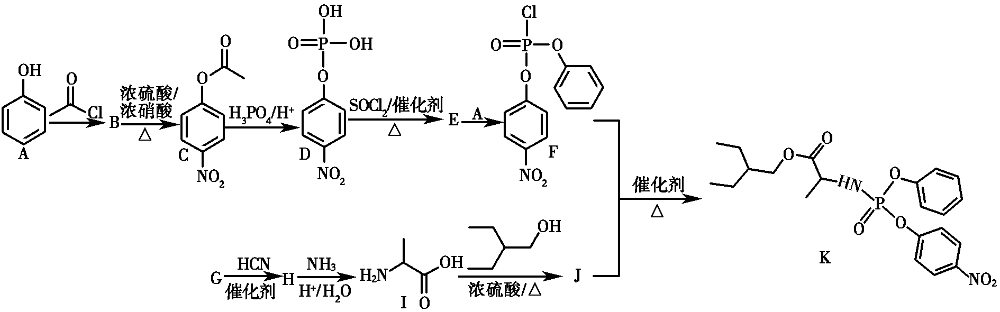 OH
A
O
Cl
B
浓硫酸/
浓硝酸
△
O
O
C
NO₂
H₃PO₄/H⁺
OH
O=P—OH
O
D
NO₂
SOCl₂/催化剂
△
E
A
Cl
O=P—O
O
F
NO₂
G
HCN
催化剂
H
NH₃
H⁺/H₂O
H₂N
OH
O
I
OH
浓硫酸/△
J
催化剂
△
O
O
HN
O
P
O
O
NO₂
K